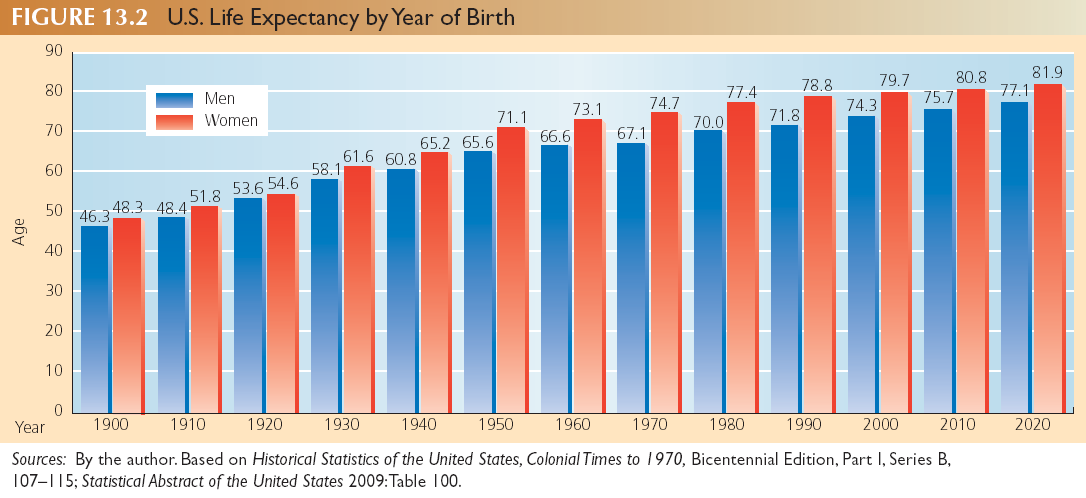 FIGURE 13.2 U.S. Life Expectancy by Year of Birth
90
80
70
60
50
40
30
20
10
0
Age
Men
Women
46.3 48.3 48.4 51.8 53.6 54.6 58.1 61.6 60.8 65.2 65.6 71.1 66.6 73.1 67.1 74.7 70.0 77.4 71.8 78.8 74.3 79.7 75.7 80.8 77.1 81.9
Year 1900 1910 1920 1930 1940 1950 1960 1970 1980 1990 2000 2010 2020
Sources: By the author. Based on Historical Statistics of the United States, Colonial Times to 1970, Bicentennial Edition, Part I, Series B,
107–115; Statistical Abstract of the United States 2009:Table 100.